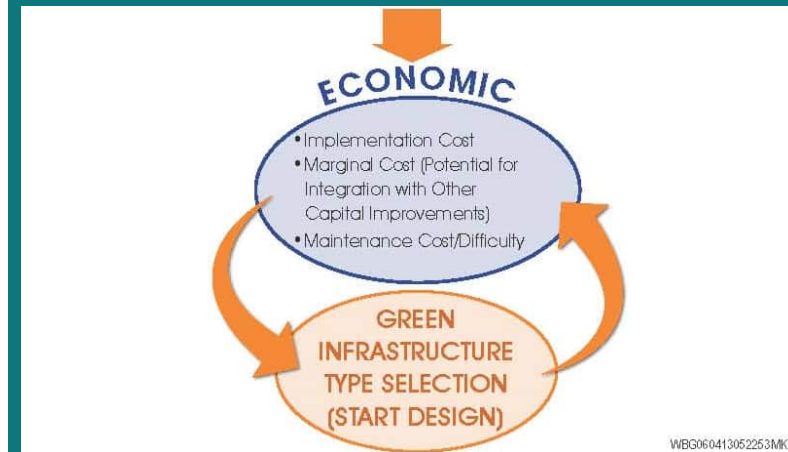 ECONOMIC
• Implementation Cost
• Marginal Cost (Potential for
Integration with Other
Capital Improvements)
• Maintenance Cost/Difficulty
GREEN
INFRASTRUCTURE
TYPE SELECTION
(START DESIGN)
WBG060413052253MK